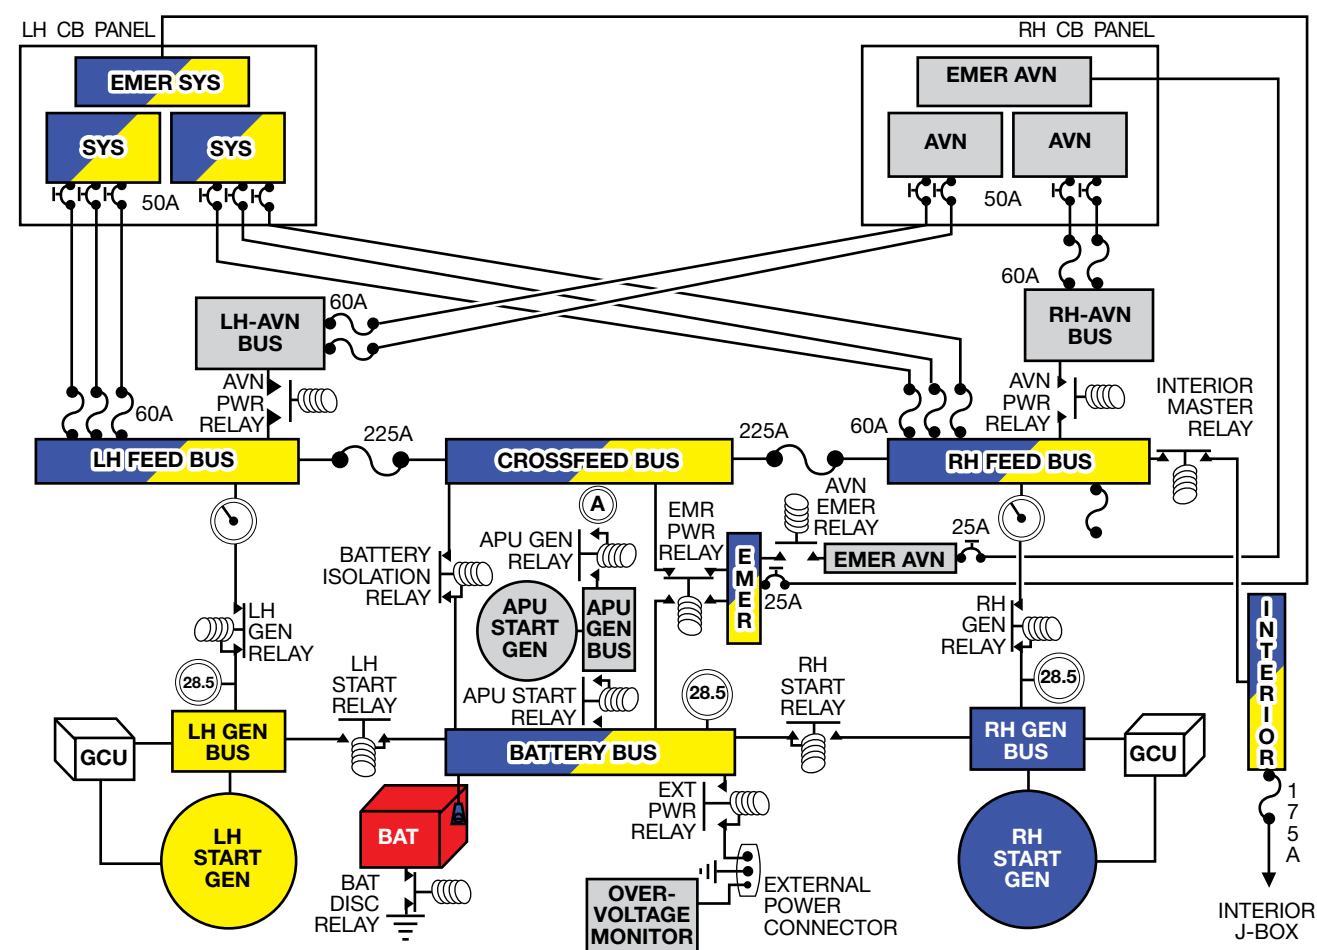 LH CB PANEL
RH CB PANEL
EMER SYS
EMER AVN
SYS
SYS
AVN
AVN
50A
50A
60A
60A
LH-AVN
BUS
RH-AVN
BUS
AVN
PWR
RELAY
AVN
PWR
RELAY
INTERIOR
MASTER
RELAY
60A
225A
225A
60A
LH FEED BUS
CROSSFEED BUS
RH FEED BUS
A
EMR
PWR
RELAY
AVN
EMER
RELAY
25A
APU GEN
RELAY
BATTERY
ISOLATION
RELAY
EMER
EMER AVN
25A
APU
START
GEN
APU
GEN
BUS
LH
GEN
RELAY
RH
GEN
RELAY
INTERIOR
28.5
LH
START
RELAY
APU START
RELAY
28.5
RH
START
RELAY
28.5
GCU
LH GEN
BUS
BATTERY BUS
RH GEN
BUS
GCU
EXT
PWR
RELAY
175A
BAT
LH
START
GEN
RH
START
GEN
BAT
DISC
RELAY
OVER-
VOLTAGE
MONITOR
EXTERNAL
POWER
CONNECTOR
INTERIOR
J-BOX